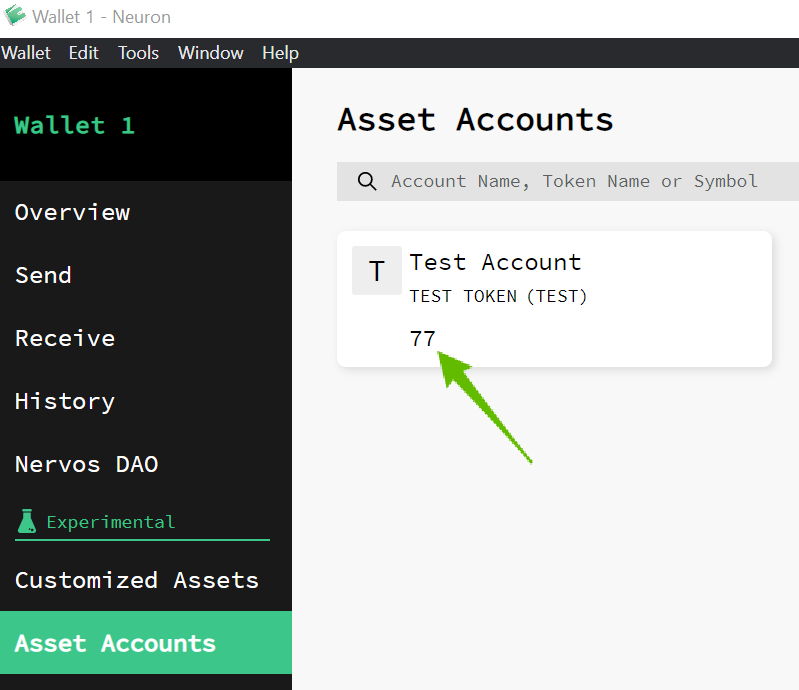 Wallet 1 - Neuron
Wallet Edit Tools Window Help
Wallet 1
Overview
Send
Receive
History
Nervos DAO
Experimental
Customized Assets
Asset Accounts
Asset Accounts
Account Name, Token Name or Symbol
T
Test Account
TEST TOKEN (TEST)
77